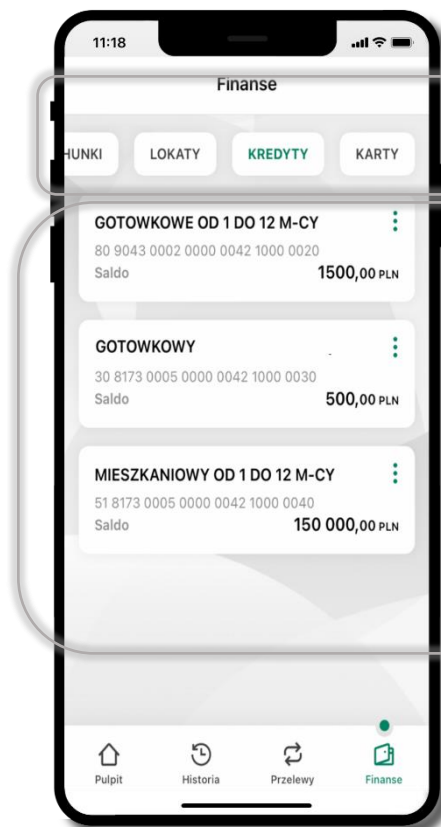 11:18
Finanse
HUNKI LOKATY KREDYTY KARTY
GOTOWKOWE OD 1 DO 12 M-CY
80 9043 0002 0000 0042 1000 0020
Saldo 1500,00 PLN
GOTOWKOWY
30 8173 0005 0000 0042 1000 0030
Saldo 500,00 PLN
MIESZKANIOWY OD 1 DO 12 M-CY
51 8173 0005 0000 0042 1000 0040
Saldo 150 000,00 PLN
Pulpit Historia Przelewy Finanse